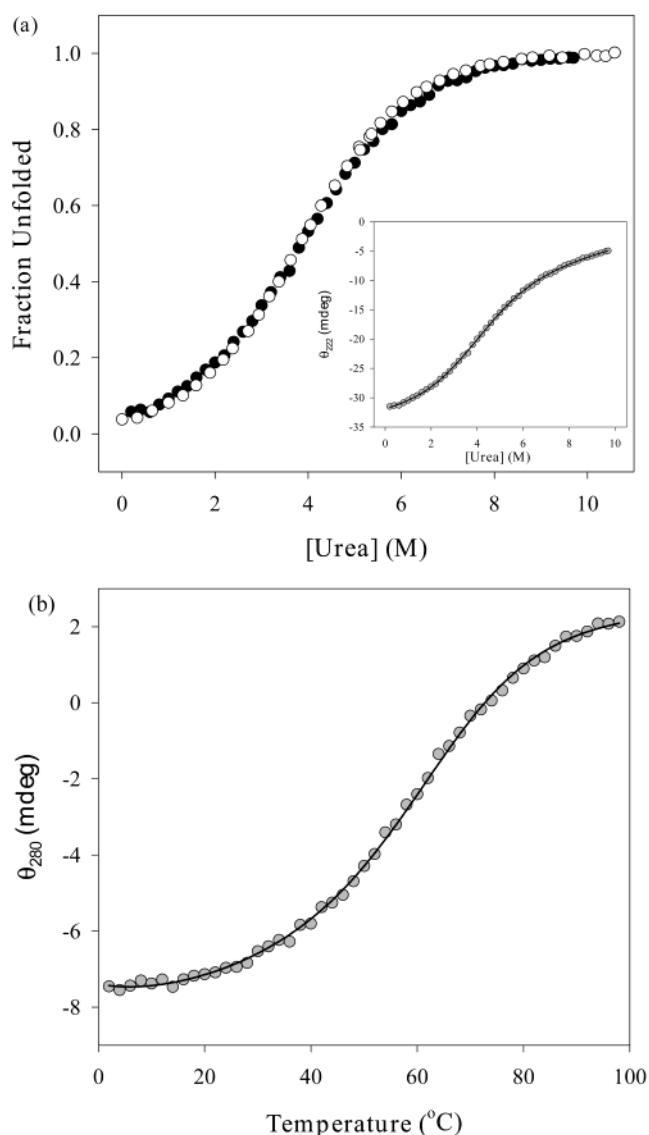 (a)
1.0
0.8
0.6
0.4
0.2
0.0
Fraction Unfolded
0 2 4 6 8 10
[Urea] (M)
0
-5
-10
-15
-20
-25
-30
-35
θ222 (mdeg)
0 2 4 6 8 10
[Urea] (M)
(b)
2
0
-2
-4
-6
-8
θ280 (mdeg)
0 20 40 60 80 100
Temperature (°C)